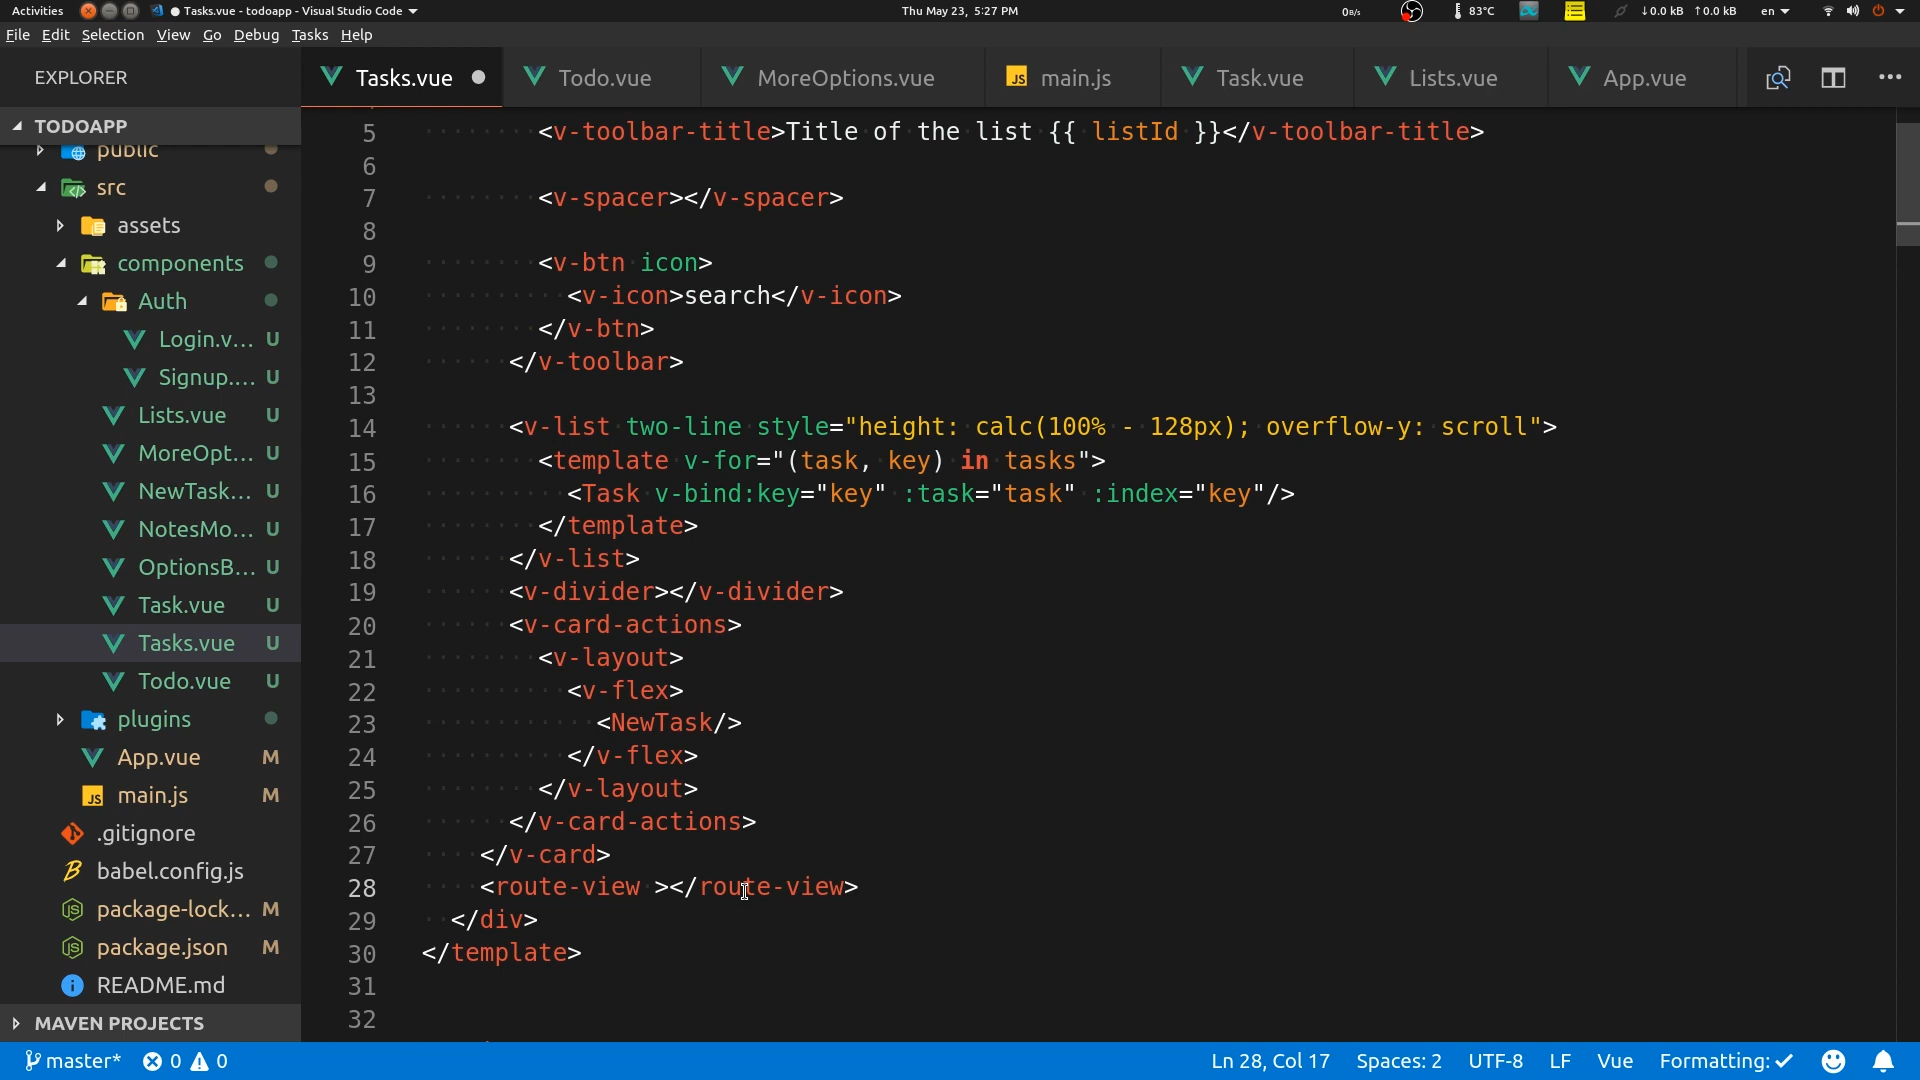 Activities
Tasks.vue - todoapp - Visual Studio Code
Thu May 23, 5:27 PM
0B/s
83°C
↓0.0 kB ↑0.0 kB
en
File Edit Selection View Go Debug Tasks Help
EXPLORER
Tasks.vue
Todo.vue
MoreOptions.vue
JS main.js
Task.vue
Lists.vue
App.vue
TODOAPP
public
src
assets
components
Auth
Login.v... U
Signup.... U
Lists.vue U
MoreOpt... U
NewTask... U
NotesMo... U
OptionsB... U
Task.vue U
Tasks.vue U
Todo.vue U
plugins
App.vue M
JS main.js M
.gitignore
babel.config.js
package-lock... M
package.json M
README.md
MAVEN PROJECTS
5 <v-toolbar-title>Title of the list {{ listId }}</v-toolbar-title>
6
7 <v-spacer></v-spacer>
8
9 <v-btn icon>
10 <v-icon>search</v-icon>
11 </v-btn>
12 </v-toolbar>
13
14 <v-list two-line style="height: calc(100% - 128px); overflow-y: scroll">
15 <template v-for="(task, key) in tasks">
16 <Task v-bind:key="key" :task="task" :index="key"/>
17 </template>
18 </v-list>
19 <v-divider></v-divider>
20 <v-card-actions>
21 <v-layout>
22 <v-flex>
23 <NewTask/>
24 </v-flex>
25 </v-layout>
26 </v-card-actions>
27 </v-card>
28 <route-view ></route-view>
29 </div>
30 </template>
31
32
master* 0 0
Ln 28, Col 17 Spaces: 2 UTF-8 LF Vue Formatting: ✓